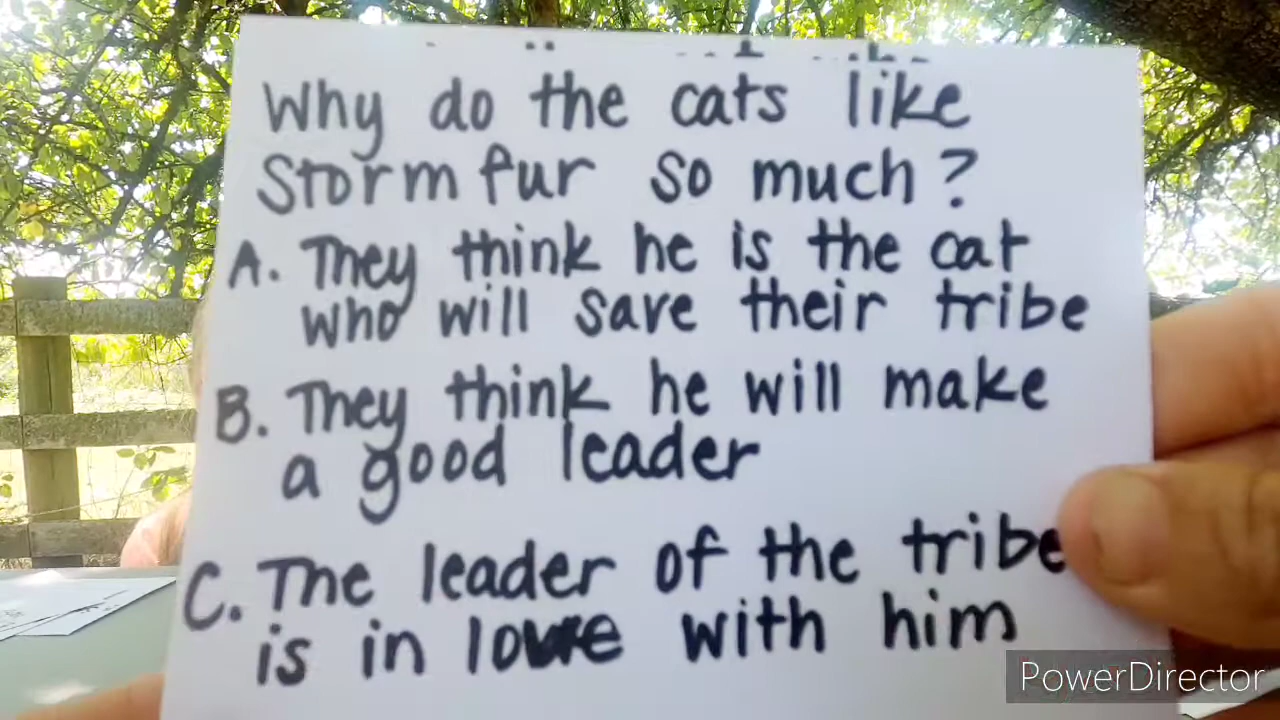 Why do the cats like
Stormfur so much?
A. They think he is the cat
who will save their tribe
B. They think he will make
a good leader
C. The leader of the tribe
is in love with him
PowerDirector